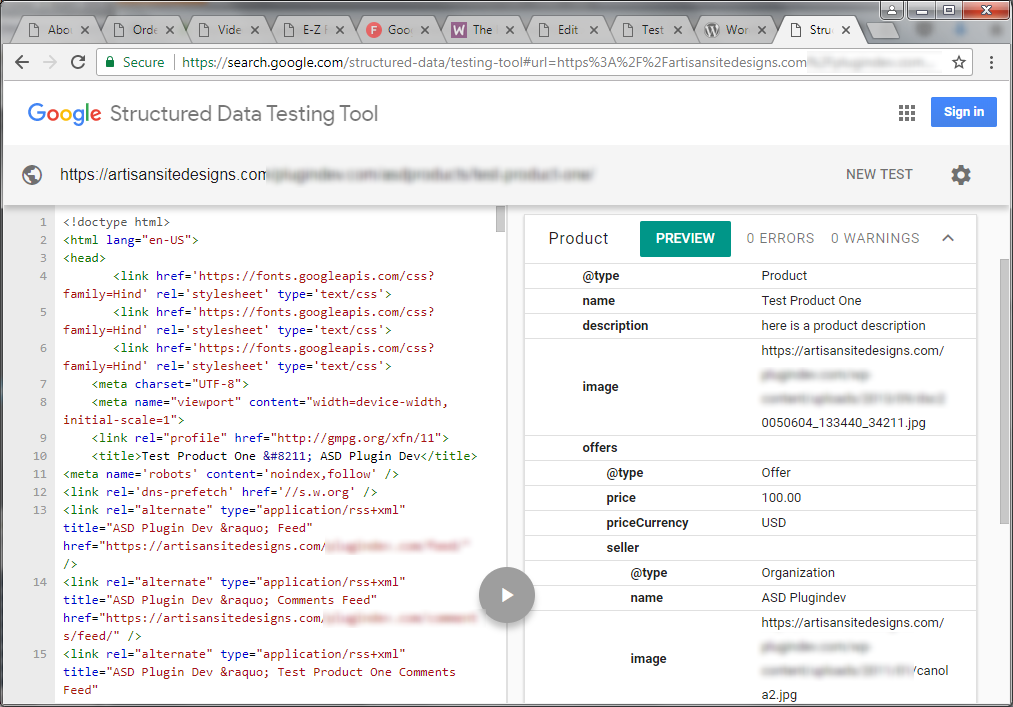 Abo
Orde
Vide
E-Z F
F
Goo
W
The
Edit
Test
Wor
Stru
Secure
https://search.google.com/structured-data/testing-tool#url=https%3A%2F%2Fartisansitedesigns.com
Google Structured Data Testing Tool
Sign in
https://artisansitedesigns.com
NEW TEST
1 <!doctype html>
2 <html lang="en-US">
3 <head>
4 <link href='https://fonts.googleapis.com/css?
family=Hind' rel='stylesheet' type='text/css'>
5 <link href='https://fonts.googleapis.com/css?
family=Hind' rel='stylesheet' type='text/css'>
6 <link href='https://fonts.googleapis.com/css?
family=Hind' rel='stylesheet' type='text/css'>
7 <meta charset="UTF-8">
8 <meta name="viewport" content="width=device-width,
initial-scale=1">
9 <link rel="profile" href="http://gmpg.org/xfn/11">
10 <title>Test Product One &#8211; ASD Plugin Dev</title>
11 <meta name='robots' content='noindex,follow' />
12 <link rel='dns-prefetch' href='//s.w.org' />
13 <link rel="alternate" type="application/rss+xml"
title="ASD Plugin Dev &raquo; Feed"
href="https://artisansitedesigns.com/
/>
14 <link rel="alternate" type="application/rss+xml"
title="ASD Plugin Dev &raquo; Comments Feed"
href="https://artisansitedesigns.com/
s/feed/" />
15 <link rel="alternate" type="application/rss+xml"
title="ASD Plugin Dev &raquo; Test Product One Comments
Feed"
Product
PREVIEW
0 ERRORS 0 WARNINGS
@type Product
name Test Product One
description here is a product description
image
https://artisansitedesigns.com/
0050604_133440_34211.jpg
offers
@type Offer
price 100.00
priceCurrency USD
seller
@type Organization
name ASD Plugindev
image
https://artisansitedesigns.com/
/canol
a2.jpg